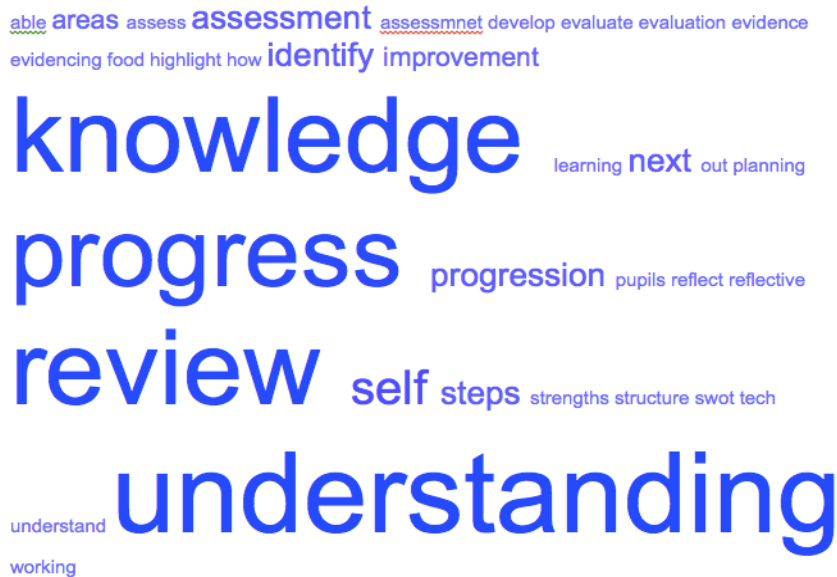 able areas assess assessment assessmnet develop evaluate evaluation evidence
evidencing food highlight how identify improvement
knowledge learning next out planning
progress progression pupils reflect reflective
review self steps strengths structure swot tech
understand understanding
working